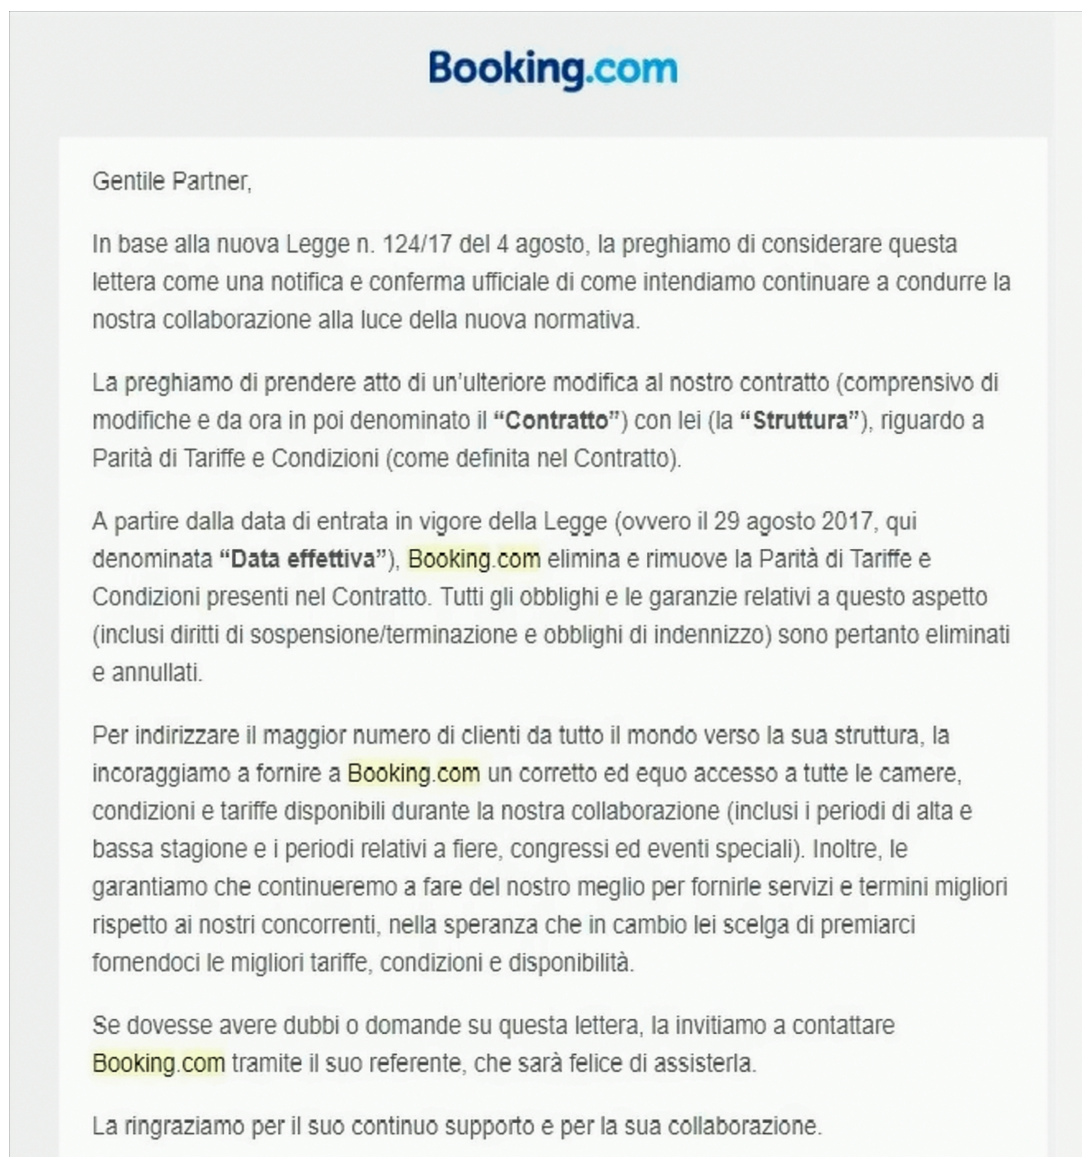 Booking.com
Gentile Partner,
In base alla nuova Legge n. 124/17 del 4 agosto, la preghiamo di considerare questa
lettera come una notifica e conferma ufficiale di come intendiamo continuare a condurre la
nostra collaborazione alla luce della nuova normativa.
La preghiamo di prendere atto di un'ulteriore modifica al nostro contratto (comprensivo di
modifiche e da ora in poi denominato il “Contratto”) con lei (la “Struttura”), riguardo a
Parità di Tariffe e Condizioni (come definita nel Contratto).
A partire dalla data di entrata in vigore della Legge (ovvero il 29 agosto 2017, qui
denominata “Data effettiva”), Booking.com elimina e rimuove la Parità di Tariffe e
Condizioni presenti nel Contratto. Tutti gli obblighi e le garanzie relativi a questo aspetto
(inclusi diritti di sospensione/terminazione e obblighi di indennizzo) sono pertanto eliminati
e annullati.
Per indirizzare il maggior numero di clienti da tutto il mondo verso la sua struttura, la
incoraggiamo a fornire a Booking.com un corretto ed equo accesso a tutte le camere,
condizioni e tariffe disponibili durante la nostra collaborazione (inclusi i periodi di alta e
bassa stagione e i periodi relativi a fiere, congressi ed eventi speciali). Inoltre, le
garantiamo che continueremo a fare del nostro meglio per fornirle servizi e termini migliori
rispetto ai nostri concorrenti, nella speranza che in cambio lei scelga di premiarci
fornendoci le migliori tariffe, condizioni e disponibilità.
Se dovesse avere dubbi o domande su questa lettera, la invitiamo a contattare
Booking.com tramite il suo referente, che sarà felice di assisterla.
La ringraziamo per il suo continuo supporto e per la sua collaborazione.